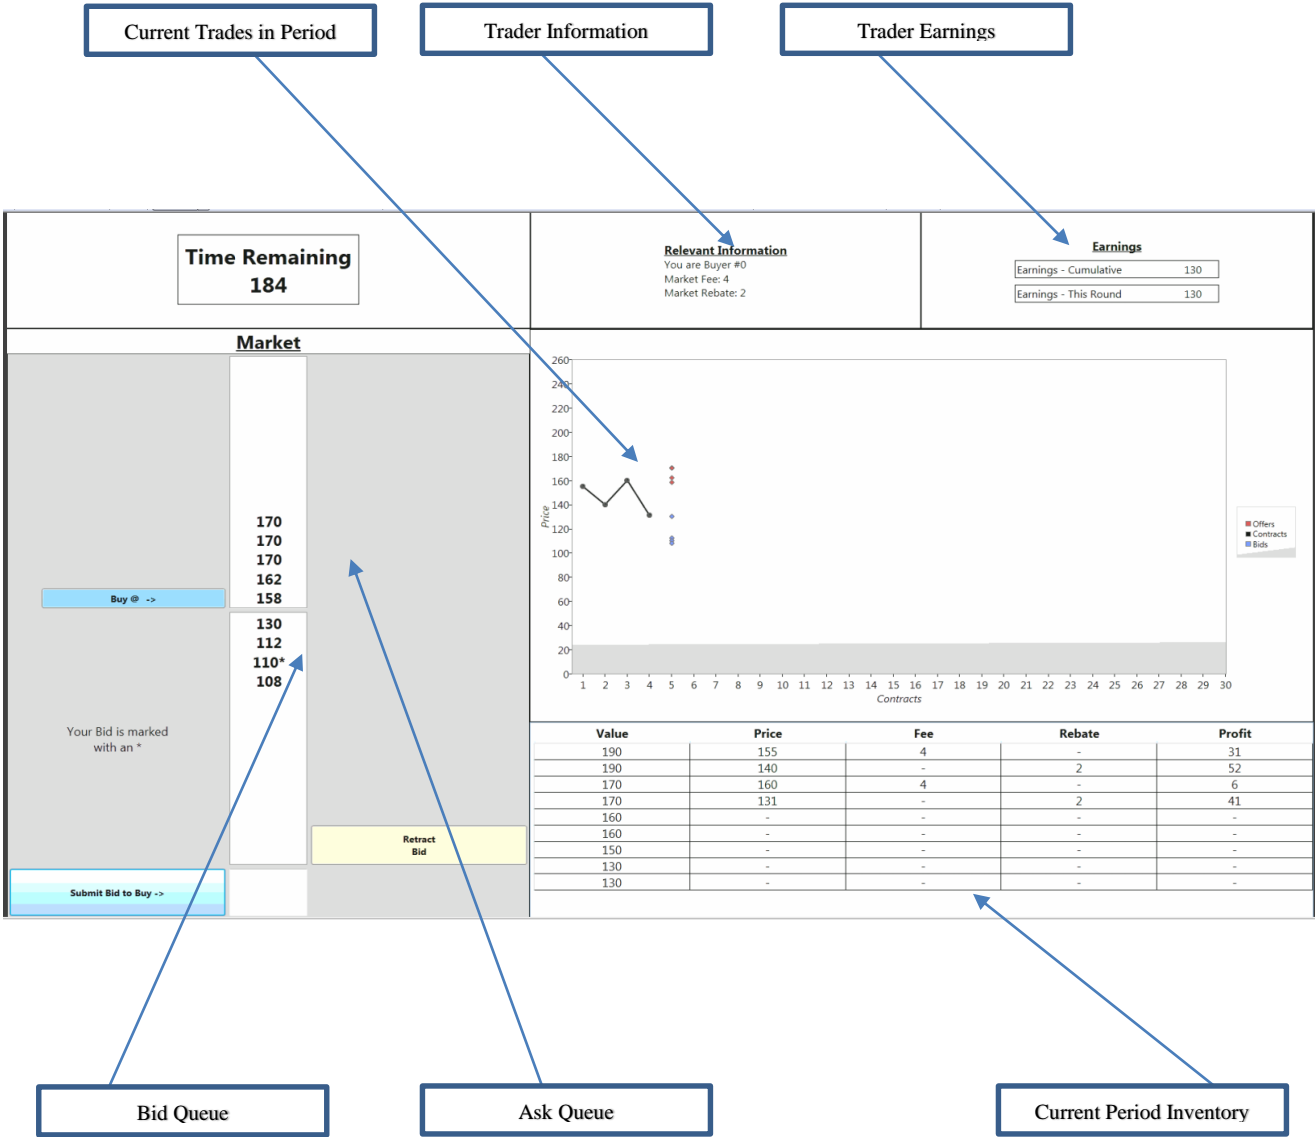 Current Trades in Period
Trader Information
Trader Earnings
Time Remaining
184
Relevant Information
You are Buyer #0
Market Fee: 4
Market Rebate: 2
Earnings
Earnings - Cumulative 130
Earnings - This Round 130
Market
170
170
170
162
Buy @ -> 158
130
112
110*
108
Your Bid is marked
with an *
Retract
Bid
Submit Bid to Buy ->
260
240
220
200
180
160
140
120
100
80
60
40
20
0
Price
1 2 3 4 5 6 7 8 9 10 11 12 13 14 15 16 17 18 19 20 21 22 23 24 25 26 27 28 29 30
Contracts
Offers
Contracts
Bids
Value Price Fee Rebate Profit
190 155 4 - 31
190 140 - 2 52
170 160 4 - 6
170 131 - 2 41
160 - - - -
160 - - - -
150 - - - -
130 - - - -
130 - - - -
Bid Queue
Ask Queue
Current Period Inventory